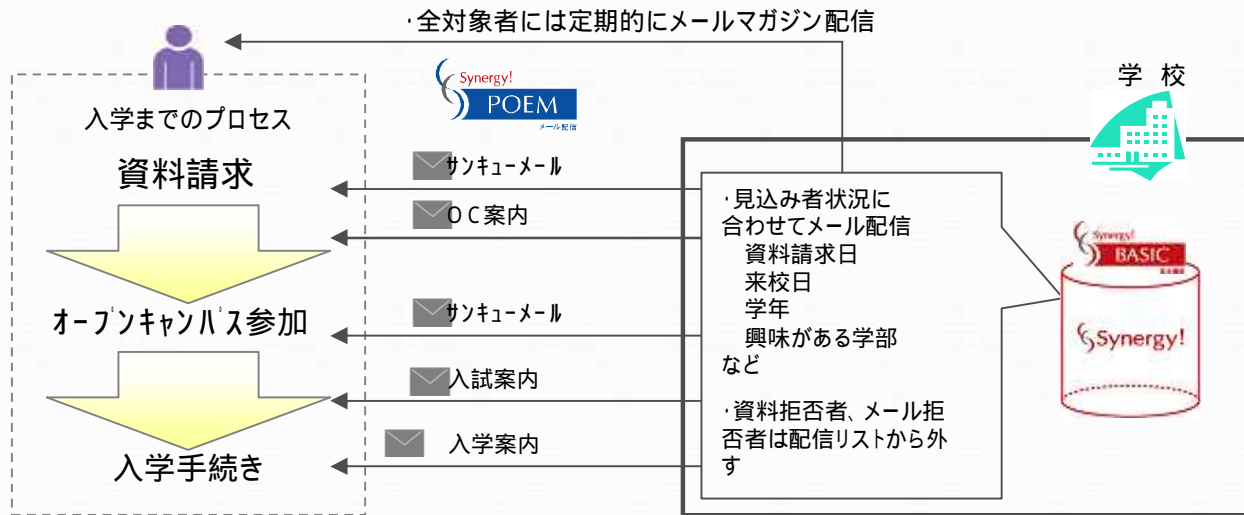 ・全対象者には定期的にメールマガジン配信
入学までのプロセス
資料請求
オープンキャンパス参加
入学手続き
Synergy!
POEM
メール配信
サンキューメール
OC案内
サンキューメール
入試案内
入学案内
学 校
・見込み者状況に
合わせてメール配信
資料請求日
来校日
学年
興味がある学部
など
・資料拒否者、メール拒
否者は配信リストから外
す
Synergy!
BASIC
Synergy!